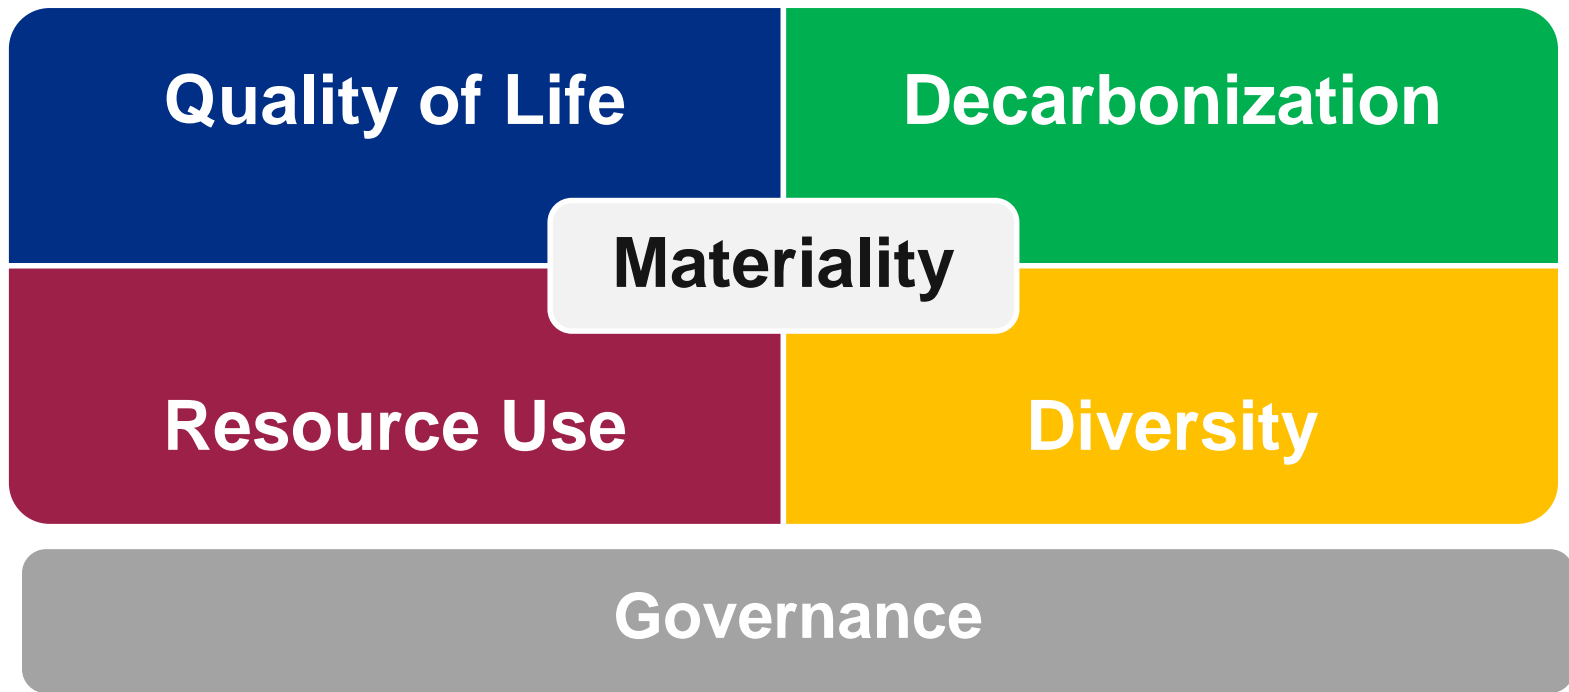 Quality of Life
Decarbonization
Materiality
Resource Use
Diversity
Governance